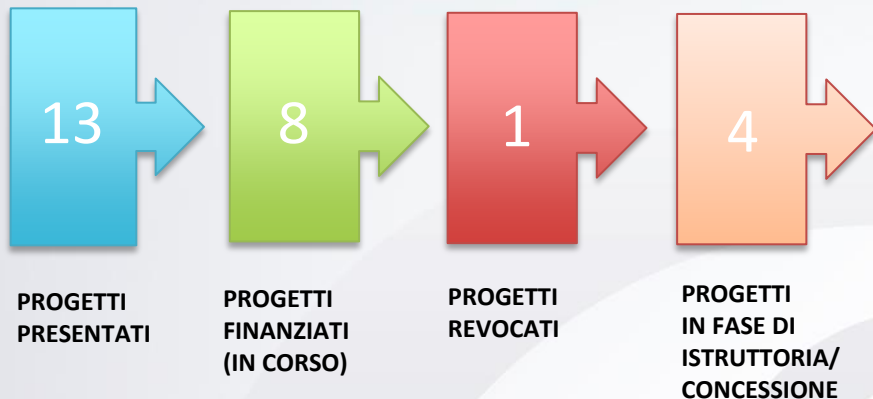 13
8
1
4
PROGETTI
PRESENTATI
PROGETTI
FINANZIATI
(IN CORSO)
PROGETTI
REVOCATI
PROGETTI
IN FASE DI
ISTRUTTORIA/
CONCESSIONE